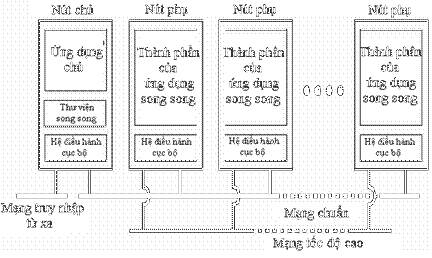 Nút chủ
Nút phụ
Nút phụ
Nút phụ
Ứng dụng
chủ
Thư viện
song song
Hệ điều hành
cục bộ
Thành phần
của
ứng dụng
song song
Hệ điều hành
cục bộ
Thành phần
của
ứng dụng
song song
Hệ điều hành
cục bộ
Thành phần
của
ứng dụng
song song
Hệ điều hành
cục bộ
Mạng truy nhập
từ xa
Mạng chuẩn
Mạng tốc độ cao